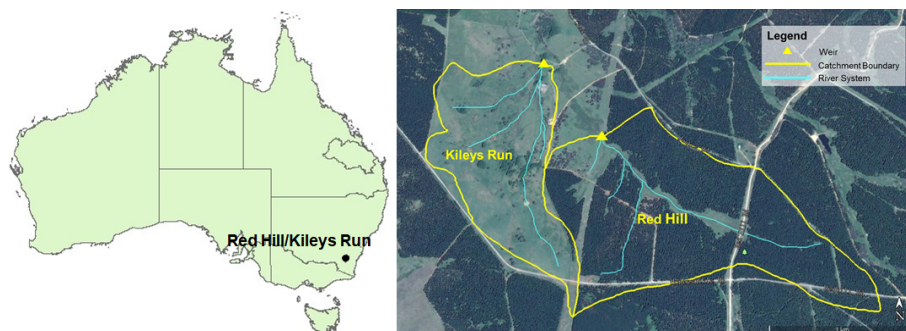 Red Hill/Kileys Run
Legend
Weir
Catchment Boundary
River System
Kileys Run
Red Hill
N